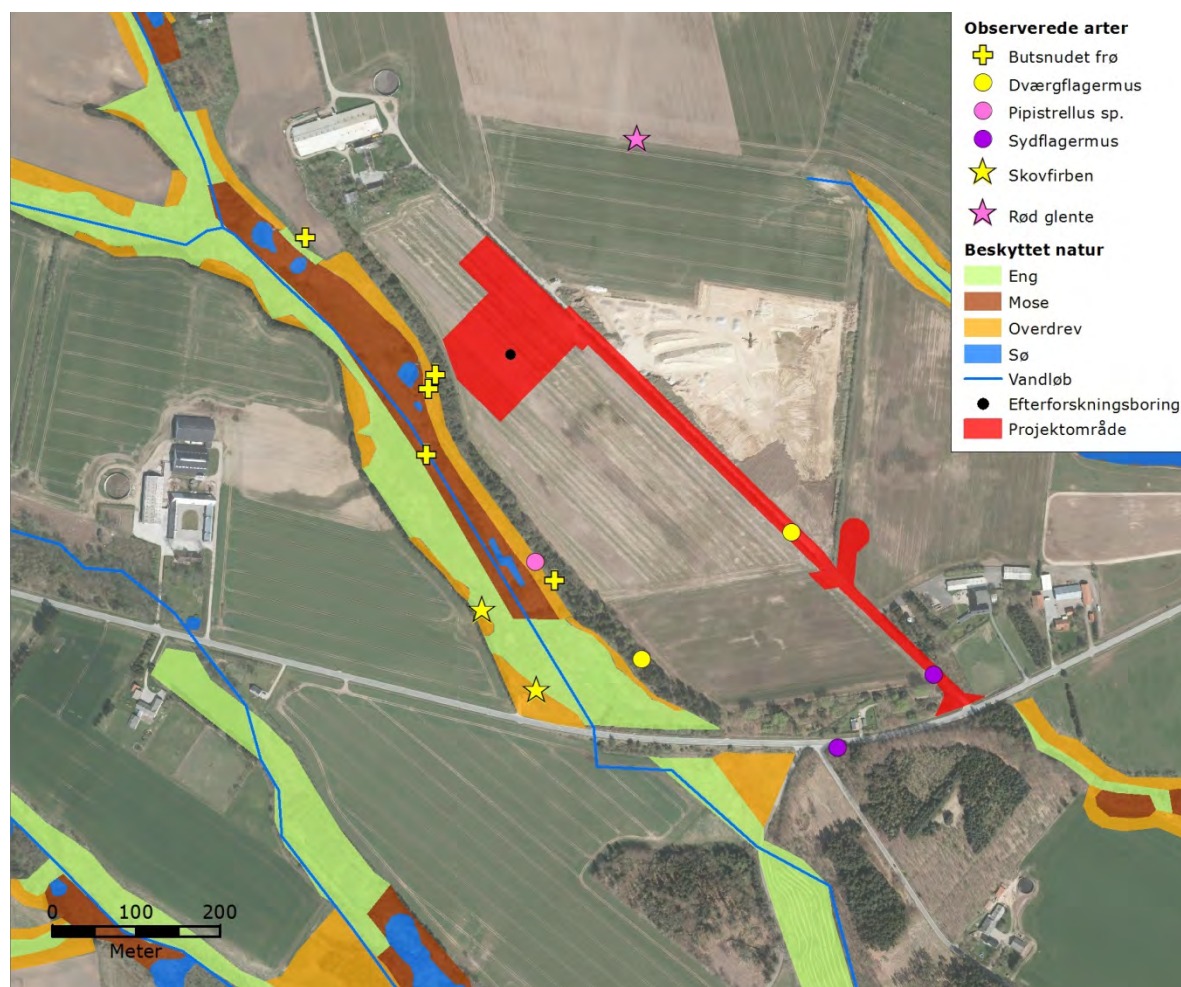 Observerede arter
Butsnudet frø
Dværgflagermus
Pipistrellus sp.
Sydflagermus
Skovfirben
Rød glente
Beskyttet natur
Eng
Mose
Overdrev
Sø
Vandløb
Efterforskningsboring
Projektområde
0 100 200
Meter